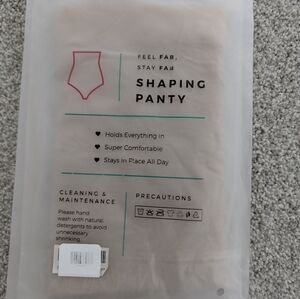 FEEL FAB,
STAY FAB
SHAPING
PANTY
Holds Everything in
Super Comfortable
Stays in Place All Day
CLEANING &
MAINTENANCE
Please hand
wash with natural
detergents to avoid
unnecessary
shrinking.
PRECAUTIONS